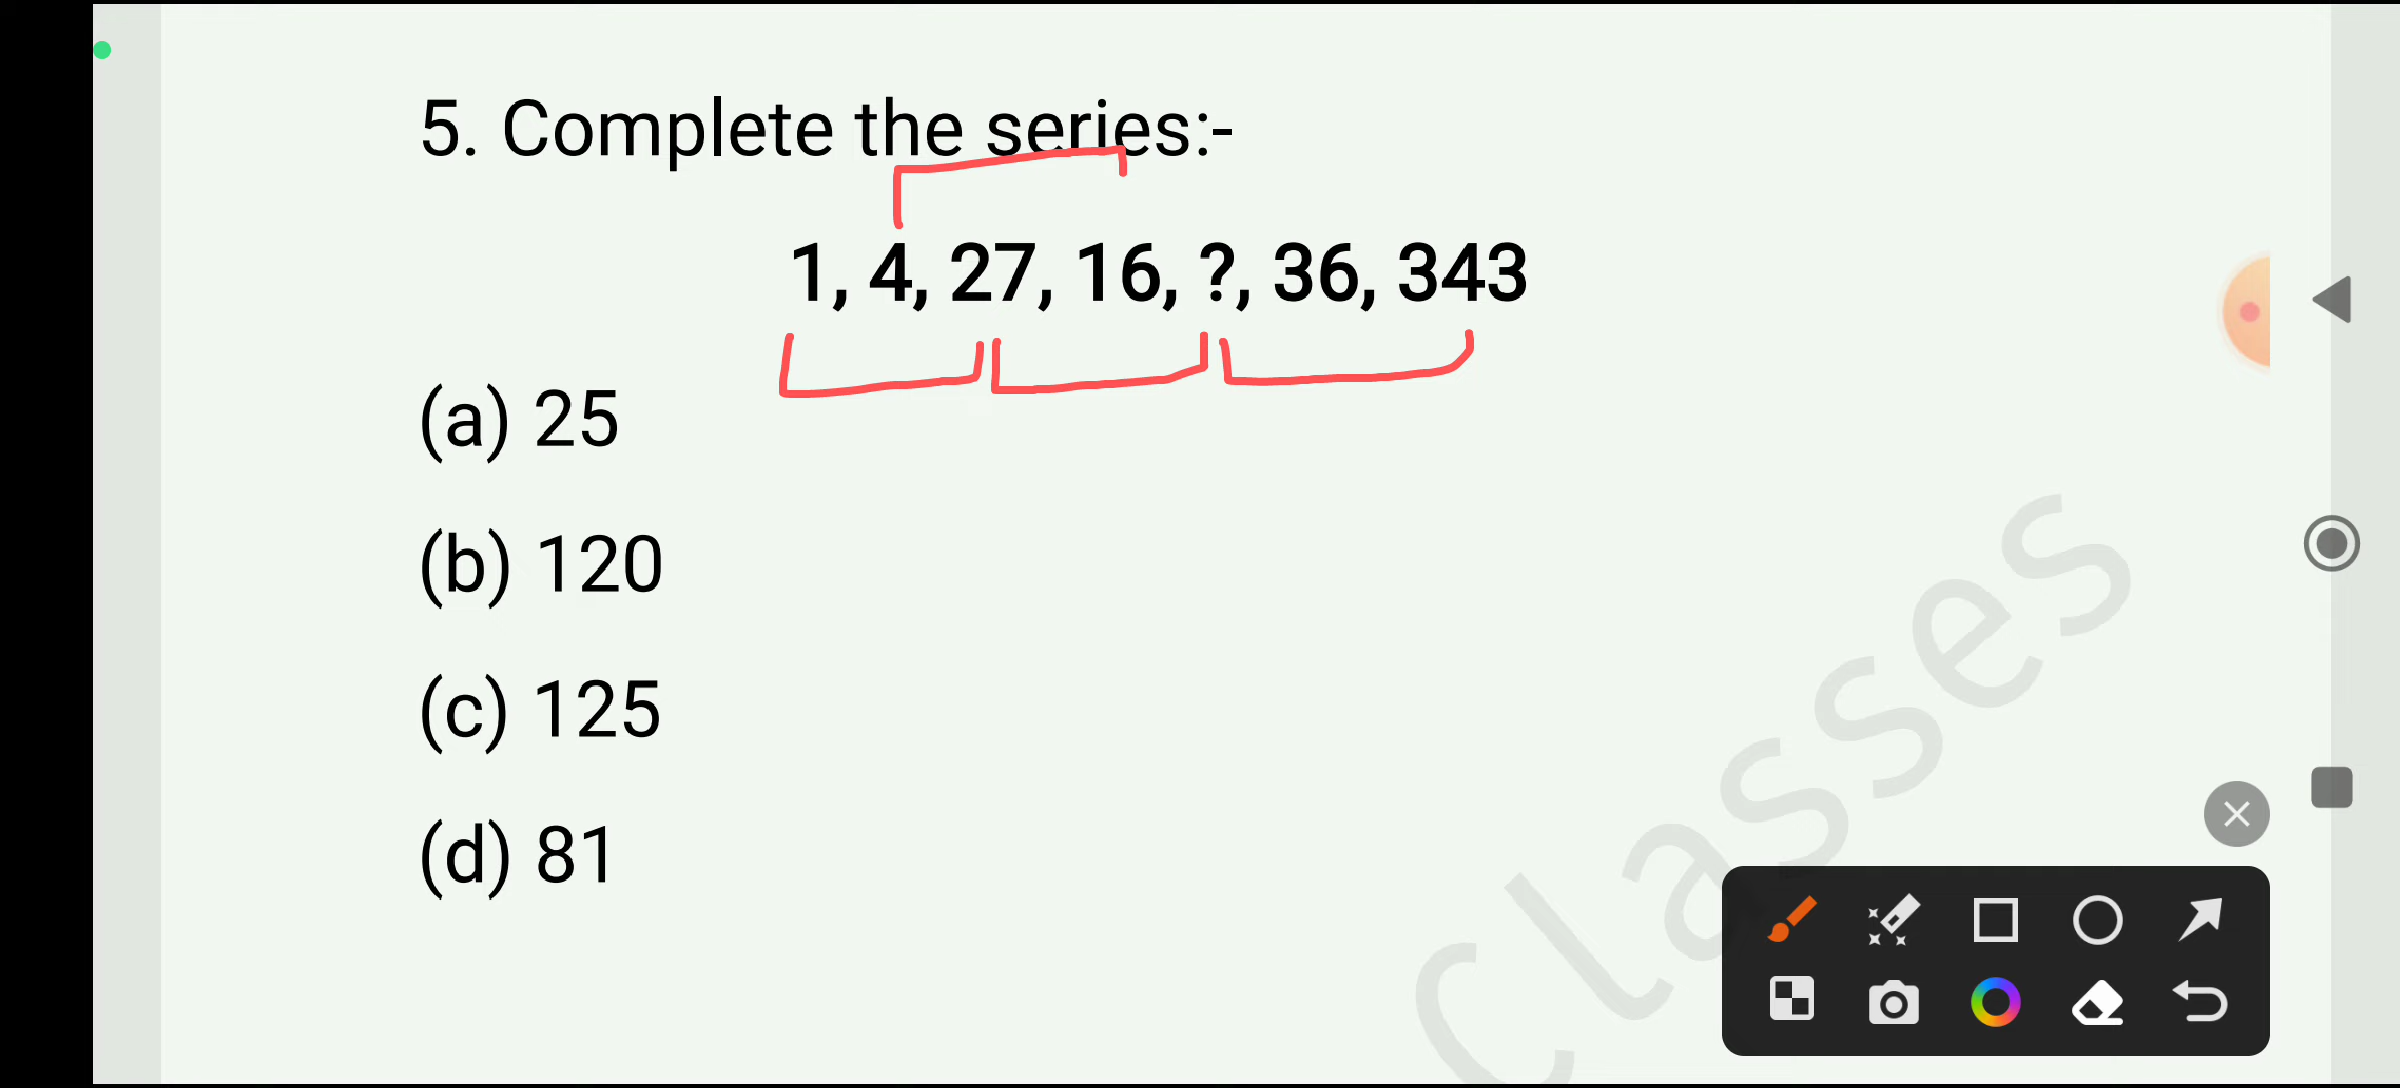 5. Complete the series:-
1, 4, 27, 16, ?, 36, 343
(a) 25
(b) 120
(c) 125
(d) 81
Classes